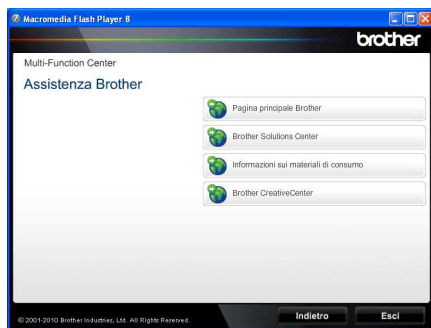 Macromedia Flash Player 8
brother
Multi-Function Center
Assistenza Brother
Pagina principale Brother
Brother Solutions Center
Informazioni sui materiali di consumo
Brother CreativeCenter
© 2001-2010 Brother Industries, Ltd. All Rights Reserved.
Indietro
Esci